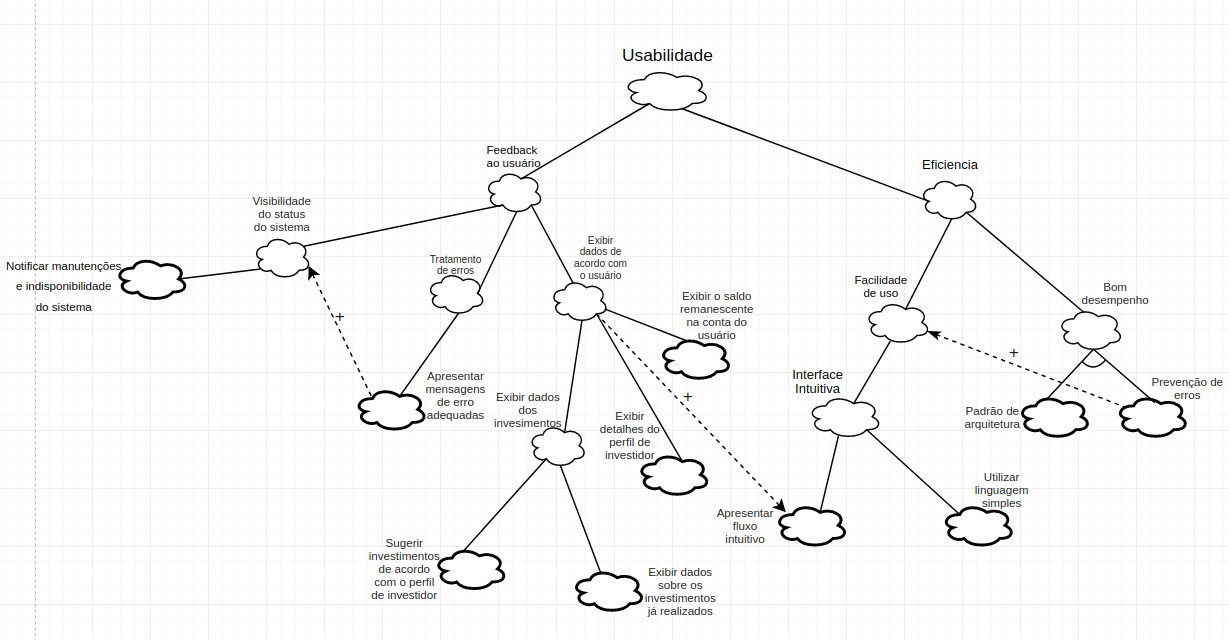 Usabilidade
Feedback
ao usuário
Eficiencia
Visibilidade
do status
do sistema
Notificar manutenções
e indisponibilidade
do sistema
Tratamento
de erros
Exibir
dados de
acordo com
o usuário
Exibir o saldo
remanescente
na conta do
usuário
Facilidade
de uso
Bom
desempenho
+
+
+
Apresentar
mensagens
de erro
adequadas
Exibir dados
dos
invesimentos
Exibir
detalhes do
perfil de
investidor
Interface
Intuitiva
Padrão de
arquitetura
Prevenção de
erros
Apresentar
fluxo
intuitivo
Utilizar
linguagem
simples
Sugerir
investimentos
de acordo
com o perfil
de investidor
Exibir dados
sobre os
investimentos
já realizados